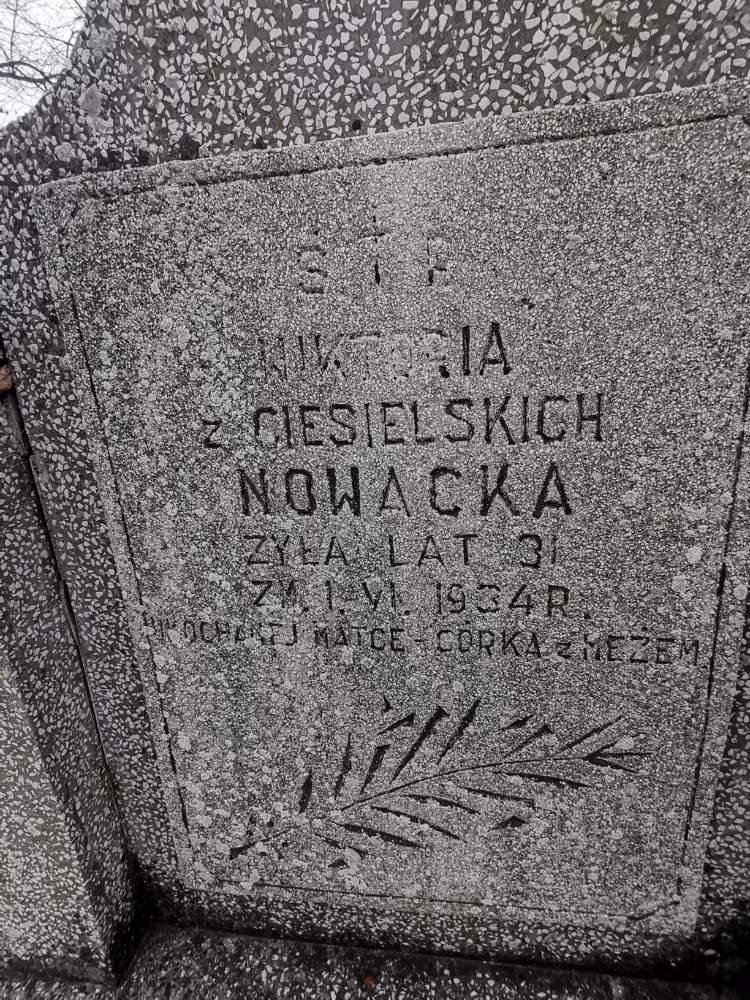 Ś T P
WIKTORIA
z CIESIELSKICH
NOWACKA
ŻYŁA LAT 31
ZM. 1. VI. 1934 R.
UKOCHANEJ MATCE - CÓRKA z MĘŻEM